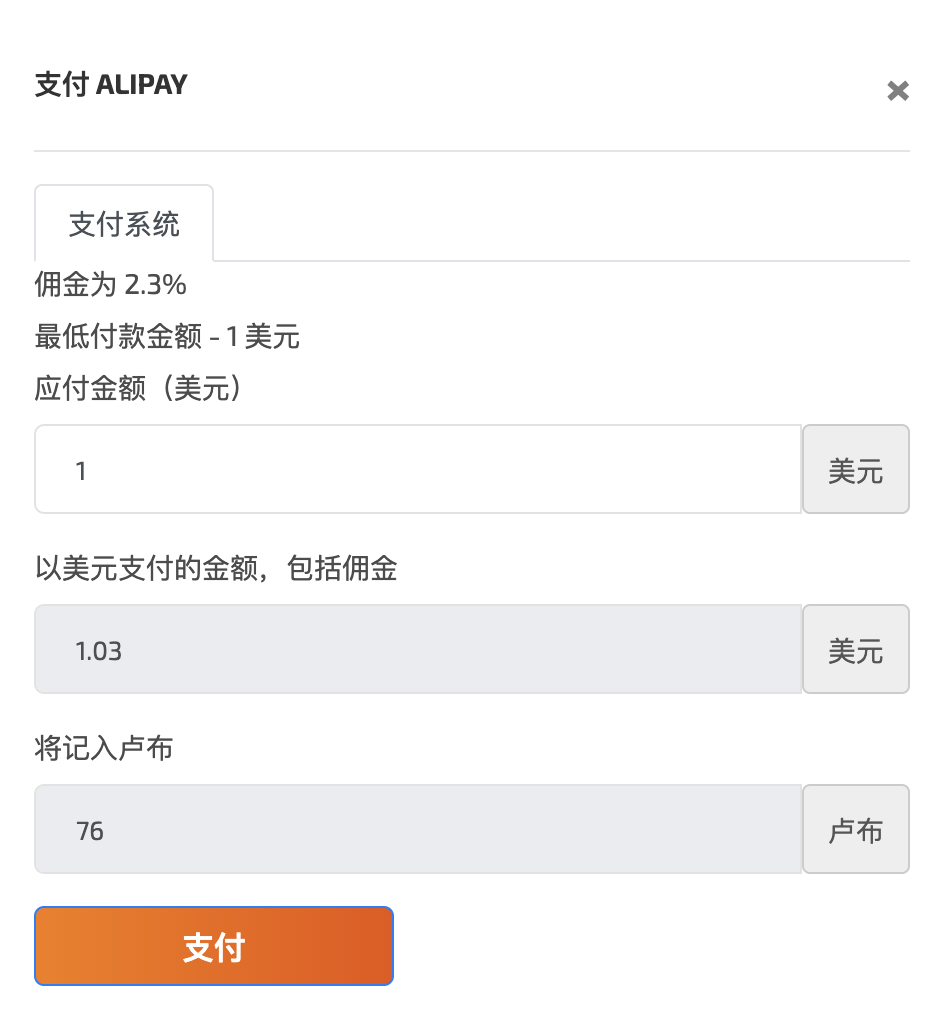 支付 ALIPAY
支付系统
佣金为 2.3%
最低付款金额 - 1 美元
应付金额（美元）
1 美元
以美元支付的金额，包括佣金
1.03 美元
将记入卢布
76 卢布
支付